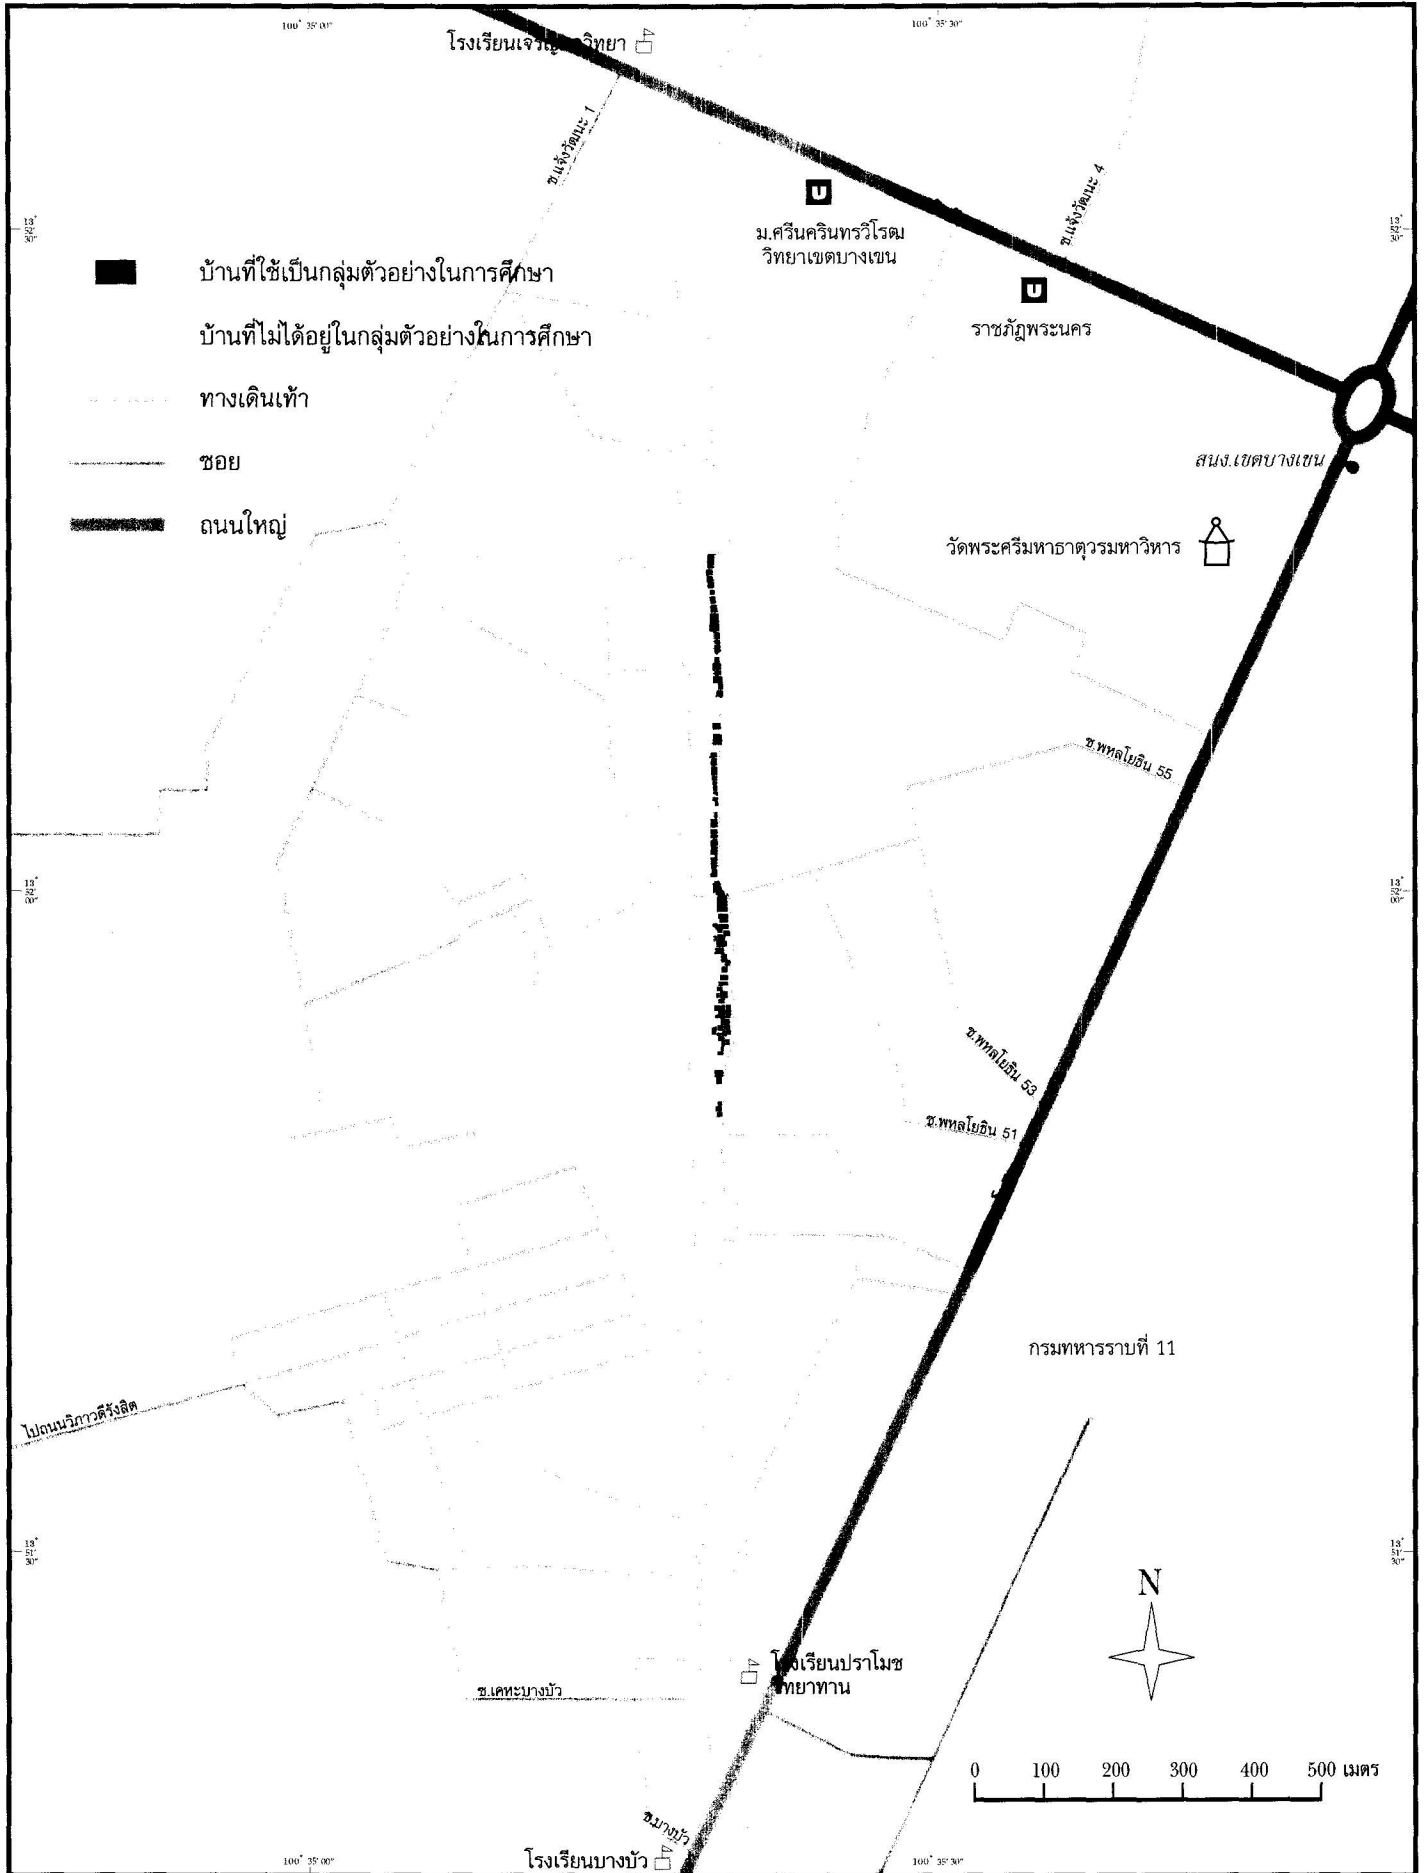 100° 35' 00"
100° 35' 30"
ซ.แจ้งวัฒนะ 1
ซ.แจ้งวัฒนะ 4
13° 52' 30"
13° 52' 30"
ม.ศรีนครินทรวิโรฒ
วิทยาเขตบางเขน
ราชภัฎพระนคร
บ้านที่ใช้เป็นกลุ่มตัวอย่างในการศึกษา
บ้านที่ไม่ได้อยู่ในกลุ่มตัวอย่างในการศึกษา
ทางเดินเท้า
ซอย
ถนนใหญ่
สนง.เขตบางเขน
วัดพระศรีมหาธาตุวรมหาวิหาร
ซ.พหลโยธิน 55
13° 52' 00"
13° 52' 00"
ซ.พหลโยธิน 53
ซ.พหลโยธิน 51
กรมทหารราบที่ 11
ไปถนนวิภาวดีรังสิต
13° 51' 30"
13° 51' 30"
N
โรงเรียนปราโมช
วิทยาทาน
ซ.เคหะบางบัว
0 100 200 300 400 500 เมตร
ซ.บางบัว
โรงเรียนบางบัว
100° 35' 00"
100° 35' 30"